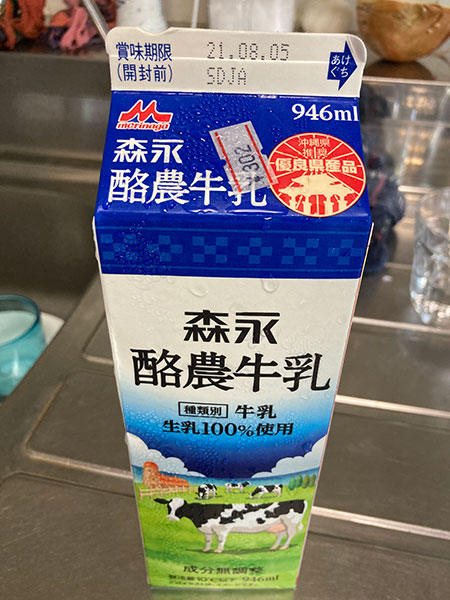 賞味期限 21.08.05
(開封前) SDJA
あけ
ぐち
morinaga
946ml
森永
酪農牛乳
¥302
沖縄県
推奨
優良県産品
森永
酪農牛乳
種類別 牛乳
生乳100%使用
成分無調整
946ml